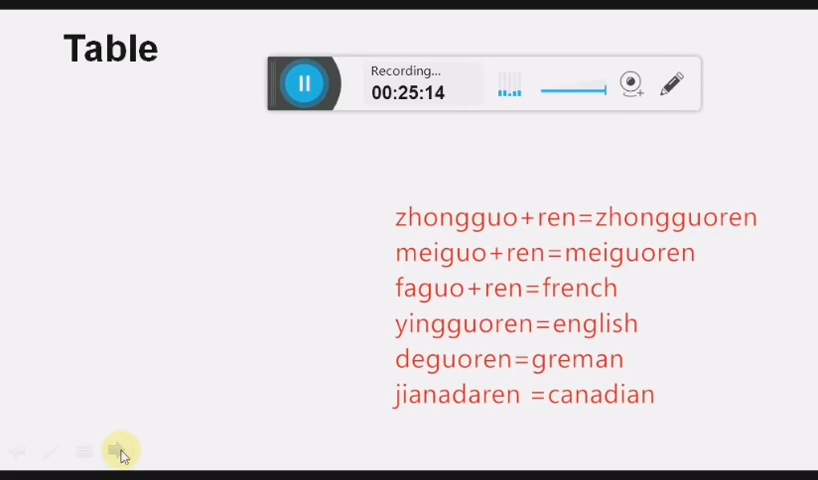 Table
Recording...
00:25:14
zhongguo+ren=zhongguoren
meiguo+ren=meiguoren
faguo+ren=french
yingguoren=english
deguoren=greman
jianadaren =canadian